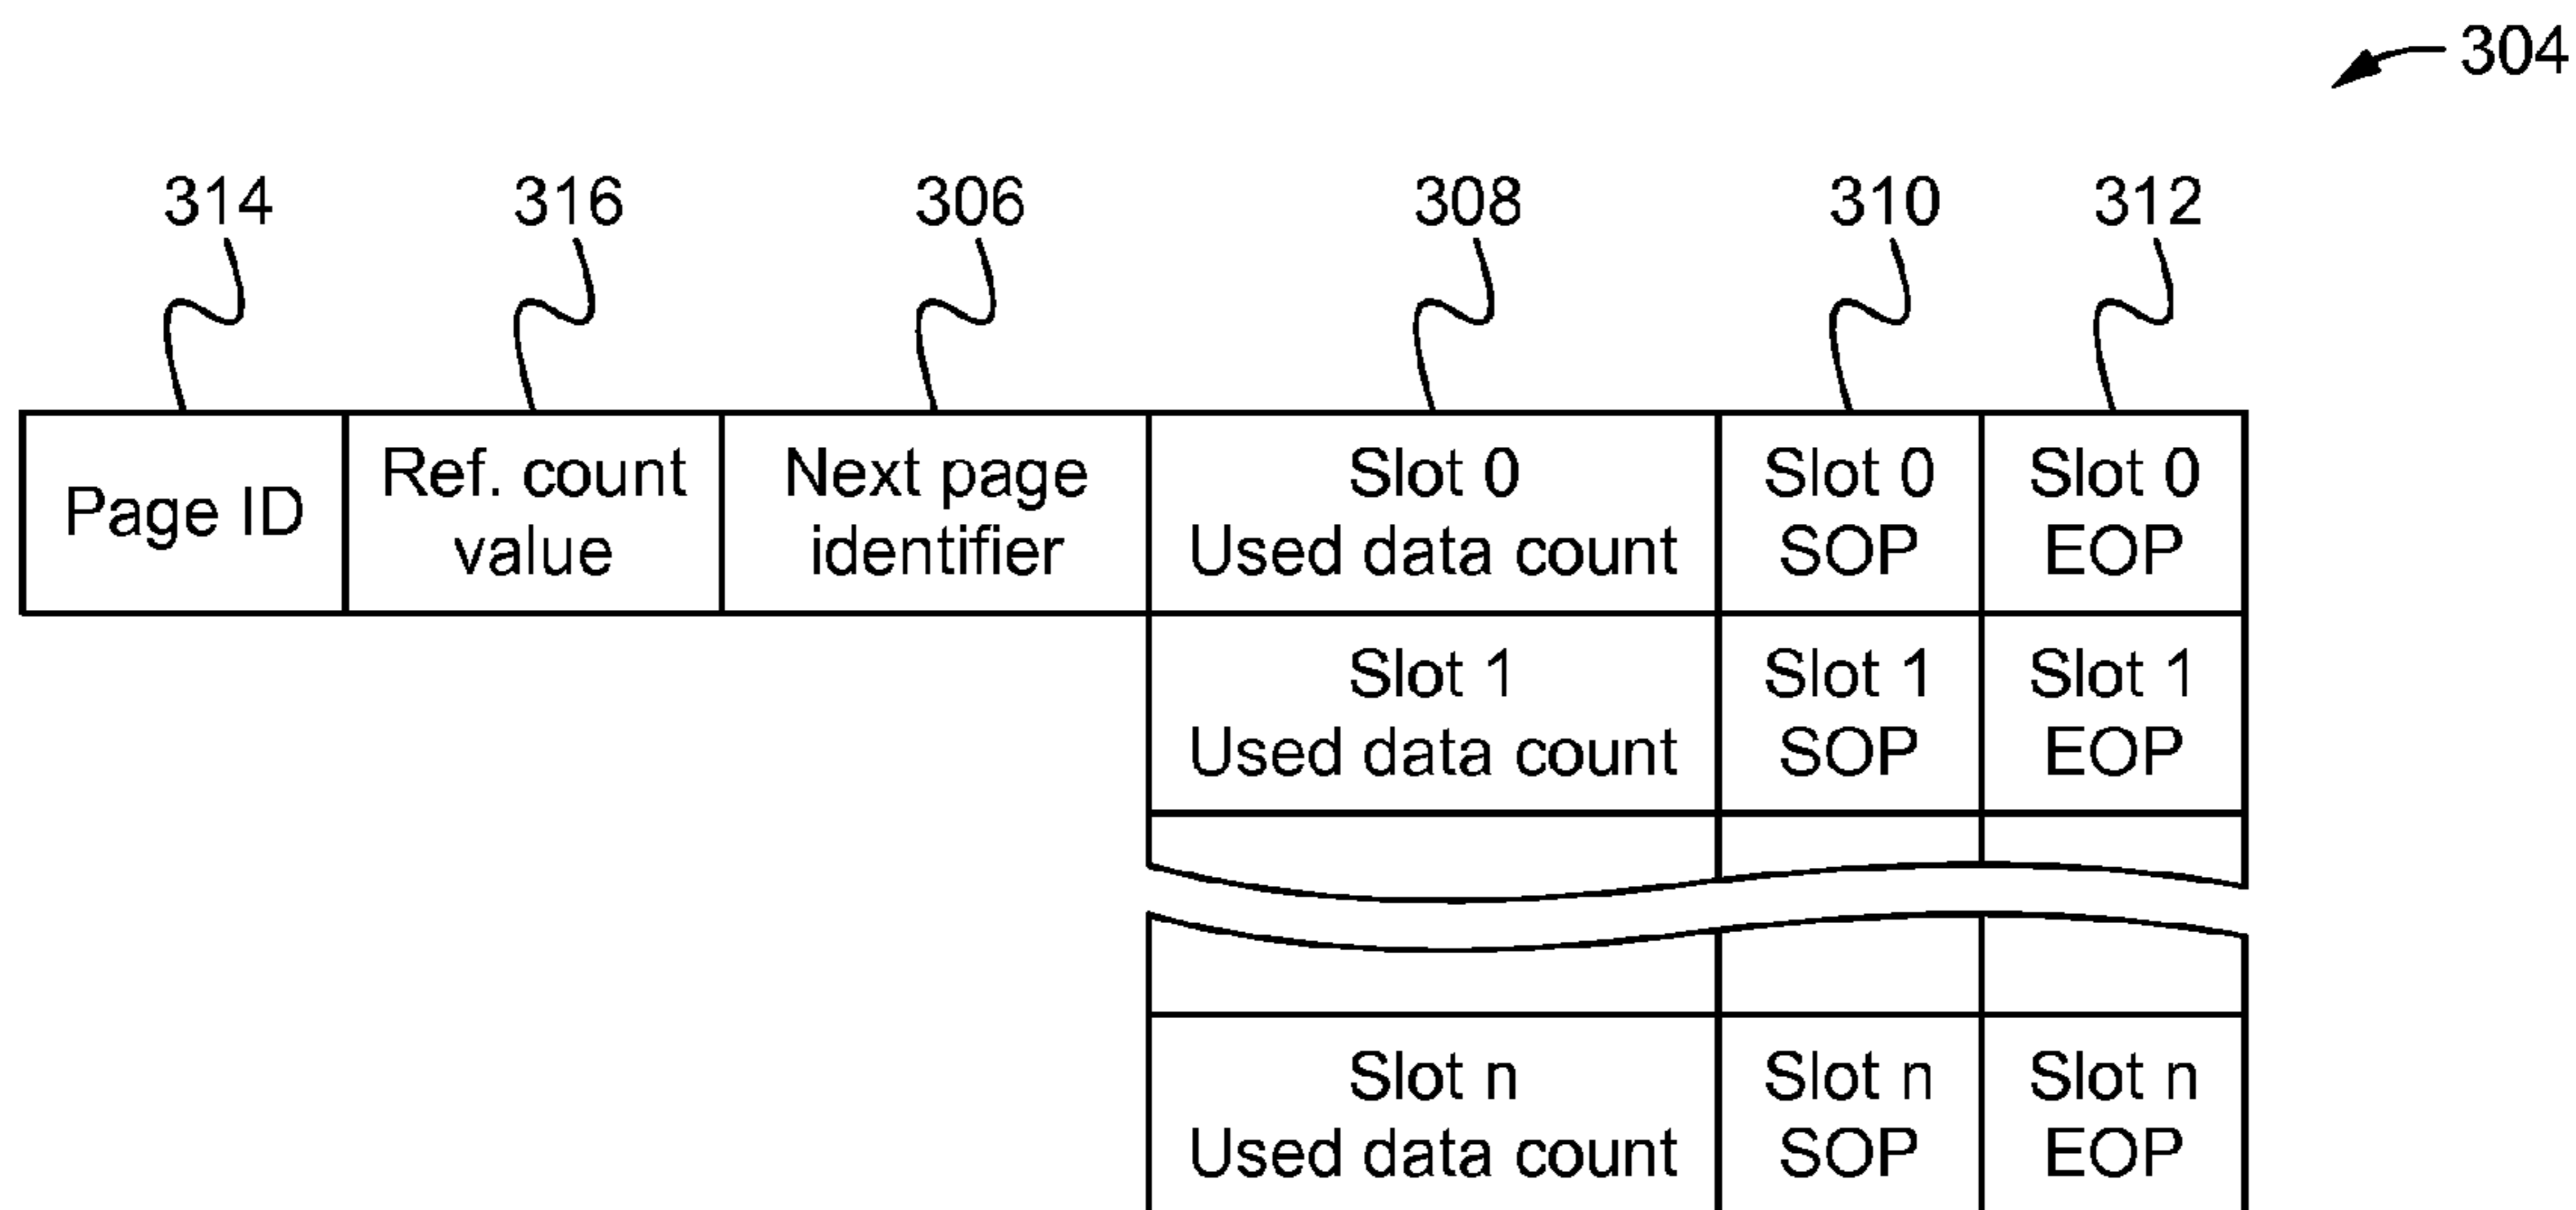 304
314 316 306 308 310 312
Page ID
Ref. count
value
Next page
identifier
Slot 0
Used data count
Slot 0
SOP
Slot 0
EOP
Slot 1
Used data count
Slot 1
SOP
Slot 1
EOP
Slot n
Used data count
Slot n
SOP
Slot n
EOP